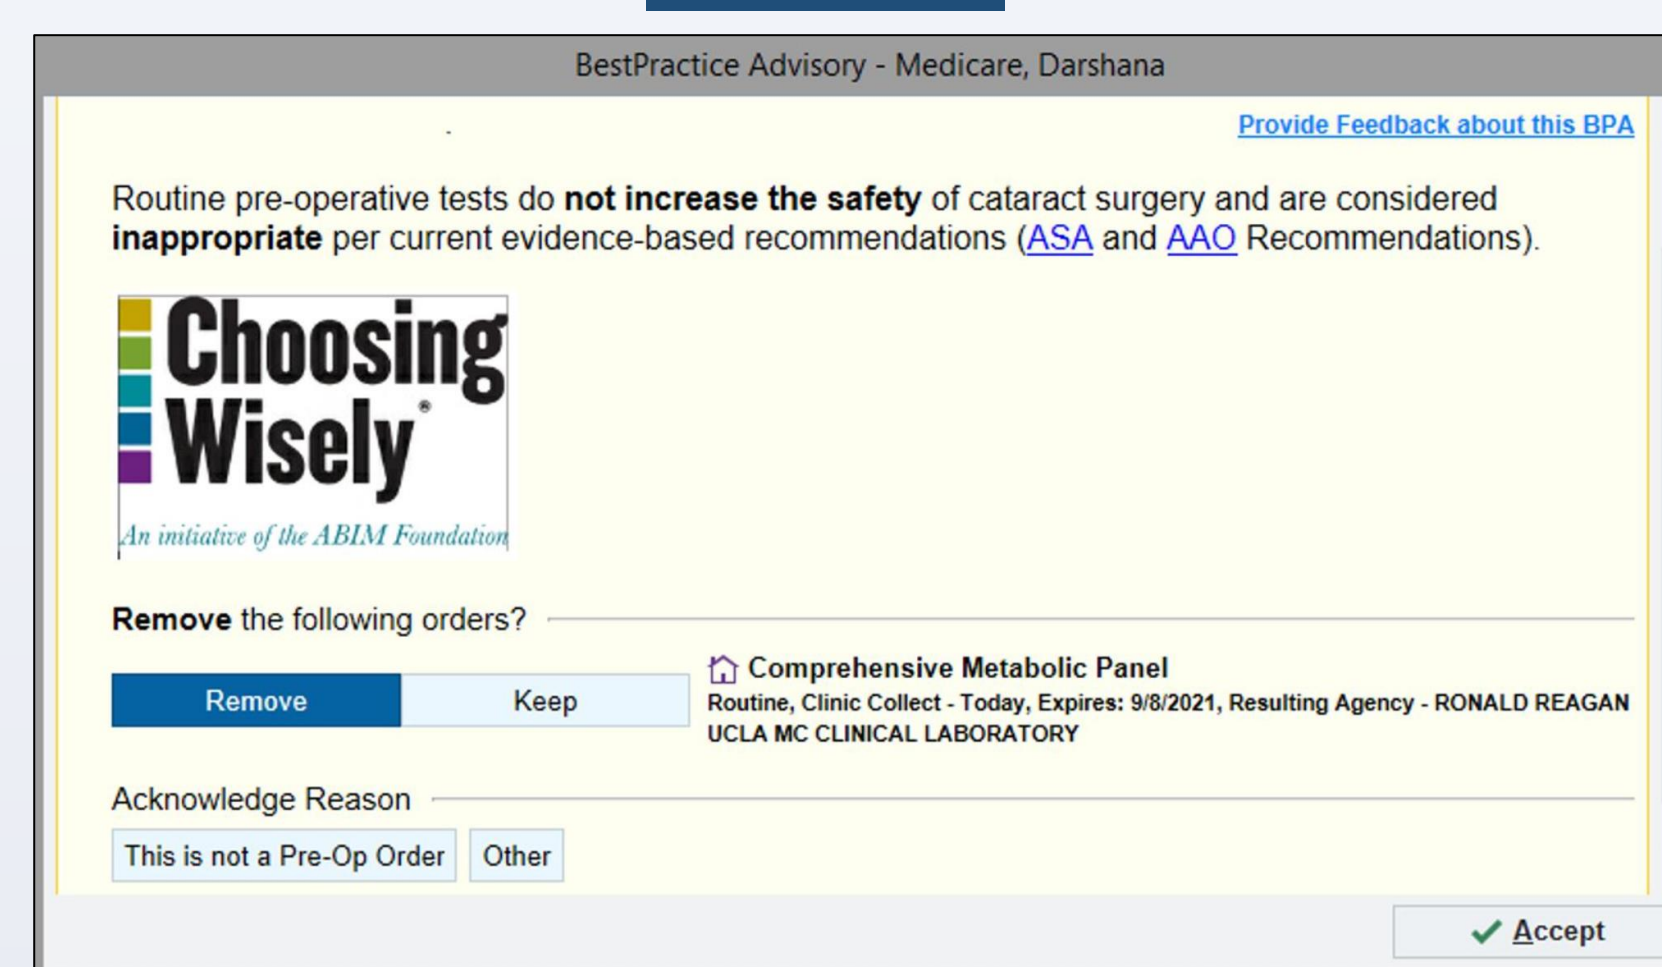 BestPractice Advisory - Medicare, Darshana
Provide Feedback about this BPA
Routine pre-operative tests do not increase the safety of cataract surgery and are considered
inappropriate per current evidence-based recommendations (ASA and AAO Recommendations).
Choosing
Wisely®
An initiative of the ABIM Foundation
Remove the following orders?
Remove Keep
Comprehensive Metabolic Panel
Routine, Clinic Collect - Today, Expires: 9/8/2021, Resulting Agency - RONALD REAGAN
UCLA MC CLINICAL LABORATORY
Acknowledge Reason
This is not a Pre-Op Order Other
Accept